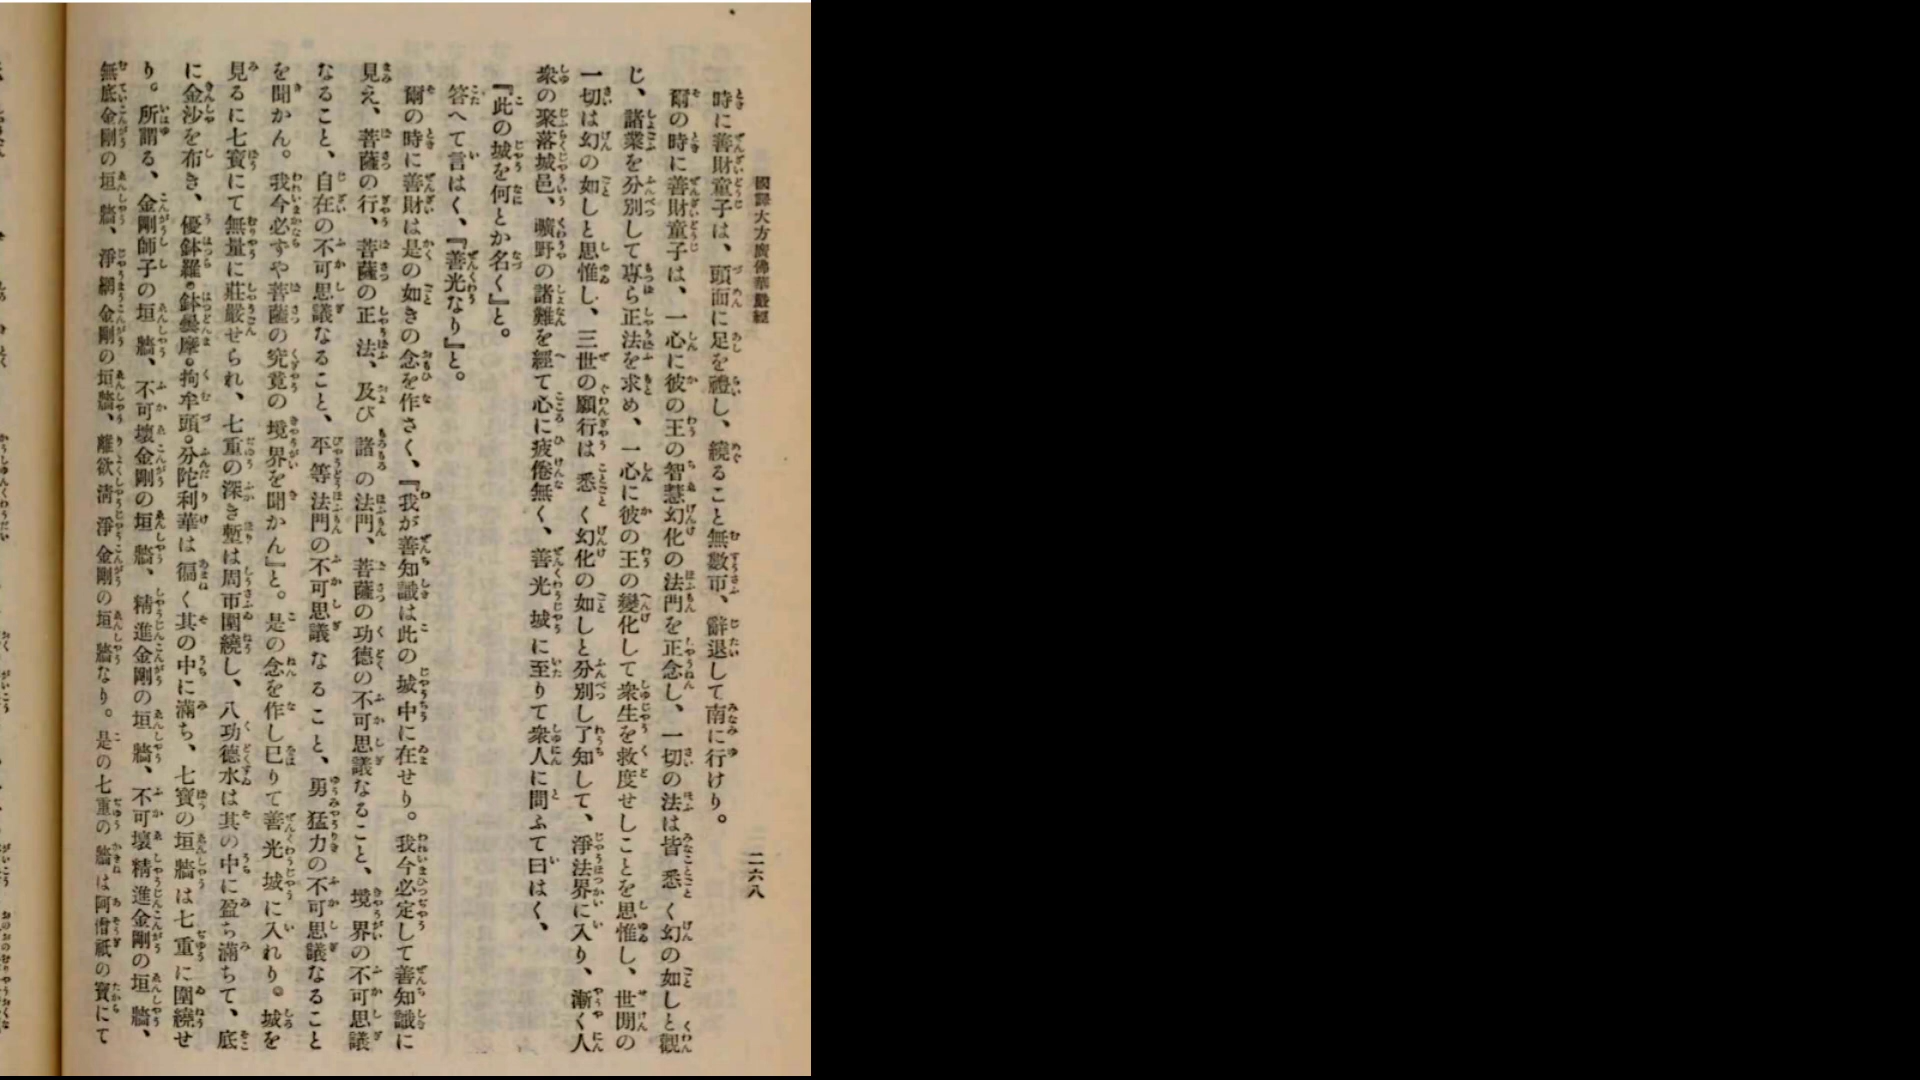 國譯大方廣佛華嚴經
二六八
時に善財童子は、頭面に足を禮し、繞ること無數帀、辭退して南に行けり。
爾の時に善財童子は、一心に彼の王の智慧幻化の法門を正念し、一切の法は皆悉く幻の如しと觀
じ、諸業を分別して専ら正法を求め、一心に彼の王の變化して衆生を救度せしことを思惟し、世間の
一切は幻の如しと思惟し、三世の願行は悉く幻化の如しと分別し了知して、淨法界に入り、漸く人
衆の聚落城邑、曠野の諸難を經て心に疲倦無く、善光城に至りて衆人に問ふて曰はく、
『此の城を何とか名く』と。
答へて言はく、『善光なり』と。
爾の時に善財は是の如きの念を作さく、『我が善知識は此の城中に在せり。我今必定して善知識に
見え、菩薩の行、菩薩の正法、及び諸の法門、菩薩の功德の不可思議なること、境界の不可思議
なること、自在の不可思議なること、平等法門の不可思議なること、勇猛力の不可思議なること
を聞かん。我今必すや菩薩の究竟の境界を聞かん』と。是の念を作し已りて善光城に入れり。城を
見るに七寶にて無量に莊嚴せられ、七重の深き塹は周帀圍繞し、八功德水は其の中に盈ち滿ちて、底
に金沙を布き、優鉢羅。鉢曇摩。拘牟頭。分陀利華は徧く其の中に滿ち、七寶の垣牆は七重に圍繞せ
り。所謂る、金剛師子の垣牆、不可壞金剛の垣牆、精進金剛の垣牆、不可壞精進金剛の垣牆、
無底金剛の垣牆、淨網金剛の垣牆、離欲淸淨金剛の垣牆なり。是の七重の牆は阿僧祇の寶にて